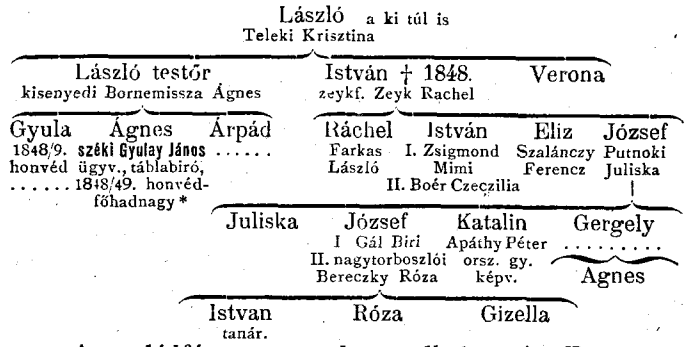 László a ki túl is
Teleki Krisztina
László testőr István † 1848. Verona
kisenyedi Bornemissza Ágnes zeykf. Zeyk Rachel
Gyula Ágnes Árpád Ráchel István Eliz József
1848/9. széki Gyulay János ...... Farkas I. Zsigmond Szalánczy Putnoki
honvéd ügyv., táblabiró, László Mimi Ferencz Juliska
...... 1848/49. honvéd- II. Boér Czeczilia
főhadnagy *
Juliska József Katalin Gergely
I Gál Biri Apáthy Péter .........
II. nagytorboszlói orsz. gy. Agnes
Bereczky Róza képv.
Istvan Róza Gizella
tanár.